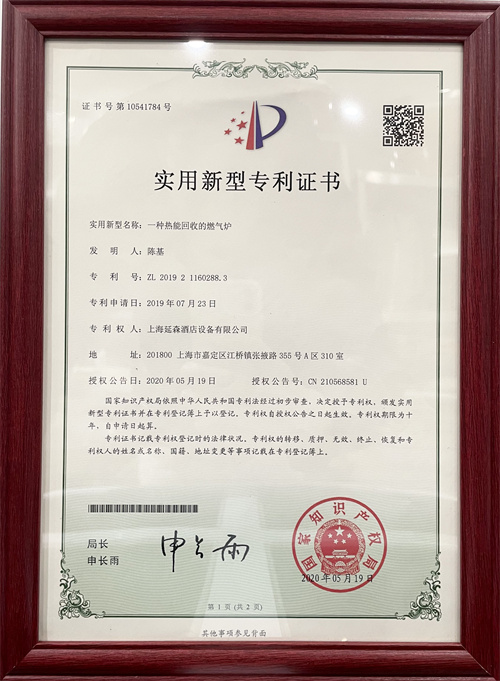 证书号第10541784号
实用新型专利证书
实用新型名称：一种热能回收的燃气炉
发明人：陈基
专利号：ZL 2019 2 1160288.3
专利申请日：2019年07月23日
专利权人：上海延森酒店设备有限公司
地址：201800 上海市嘉定区江桥镇张掖路355号A区310室
授权公告日：2020年05月19日 授权公告号：CN 210568581 U
国家知识产权局依照中华人民共和国专利法经过初步审查，决定授予专利权，颁发实用
新型专利证书并在专利登记簿上予以登记。专利权自授权公告之日起生效。专利权期限为十
年，自申请日起算。
专利证书记载专利权登记时的法律状况。专利权的转移、质押、无效、终止、恢复和专
利权人的姓名或名称、国籍、地址变更等事项记载在专利登记簿上。
局长
申长雨
申长雨
国家知识产权局
2020年05月19日
第1页(共2页)
其他事项参见背面